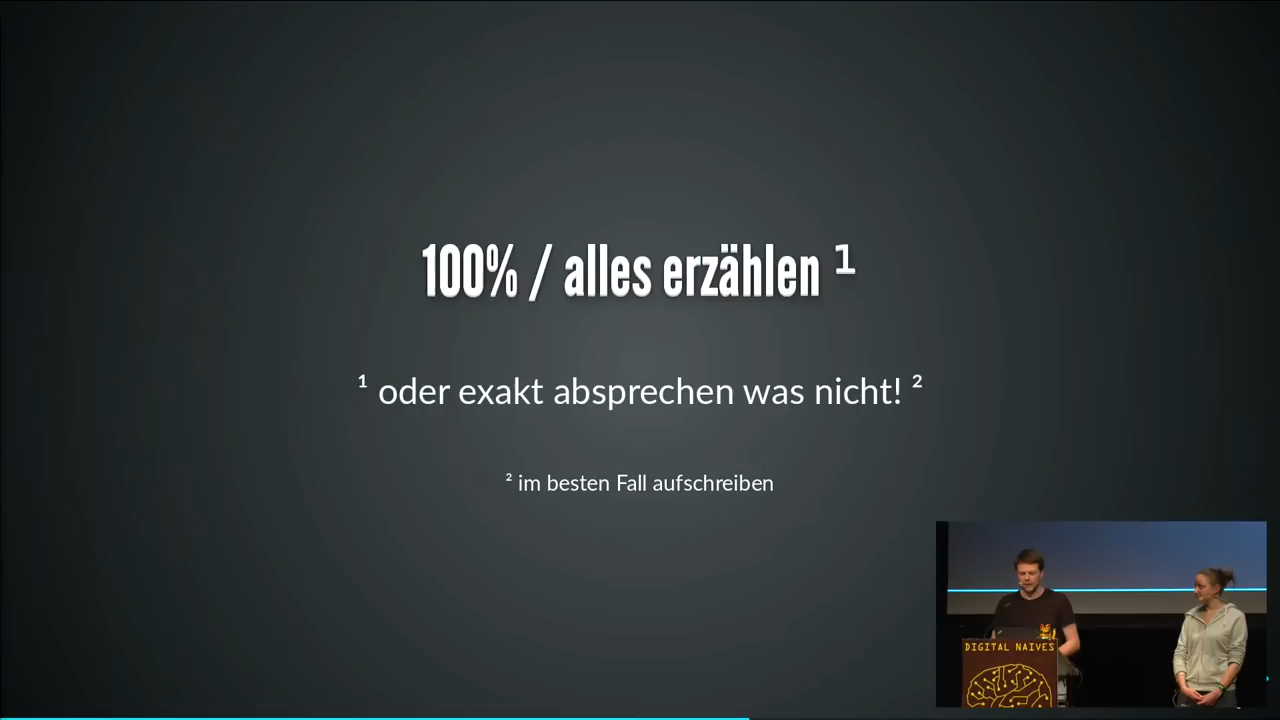 100% / alles erzählen ¹
¹ oder exakt absprechen was nicht! ²
² im besten Fall aufschreiben
DIGITAL NAIVES